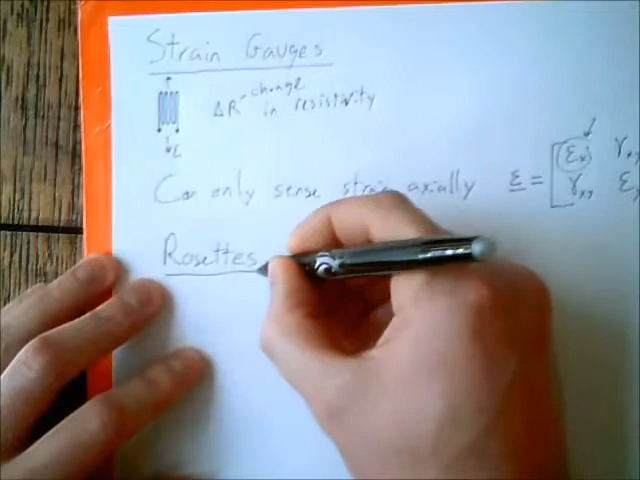 Strain Gauges
ΔR change in resistivity
ε
Can only sense strain axially ε = [εx γxy
γxy ε
Rosettes